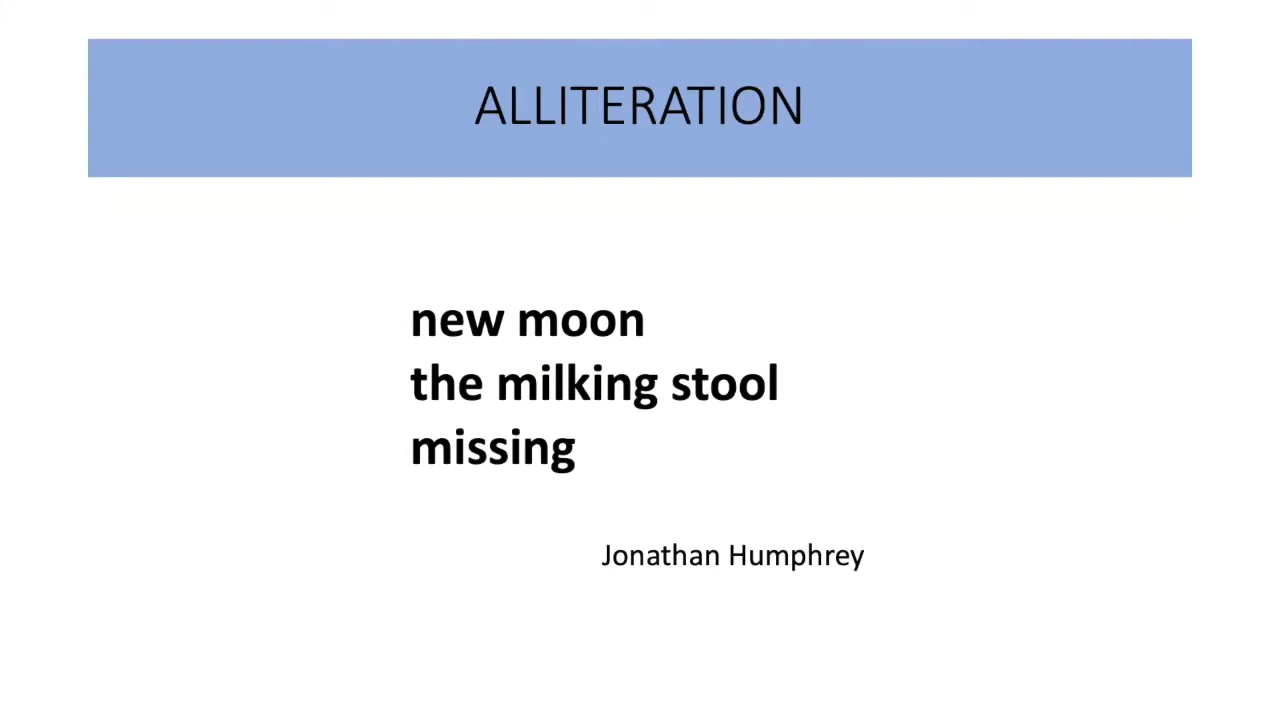 ALLITERATION
new moon
the milking stool
missing
Jonathan Humphrey